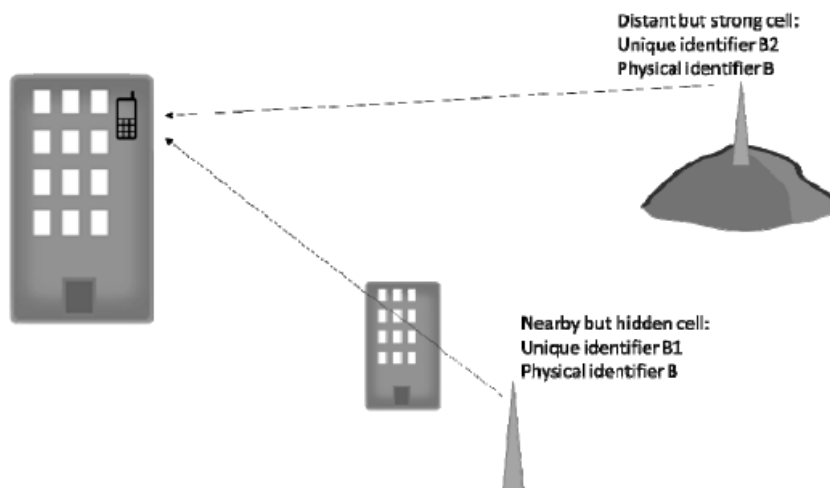 Distant but strong cell:
Unique identifier B2
Physical identifier B
Nearby but hidden cell:
Unique identifier B1
Physical identifier B